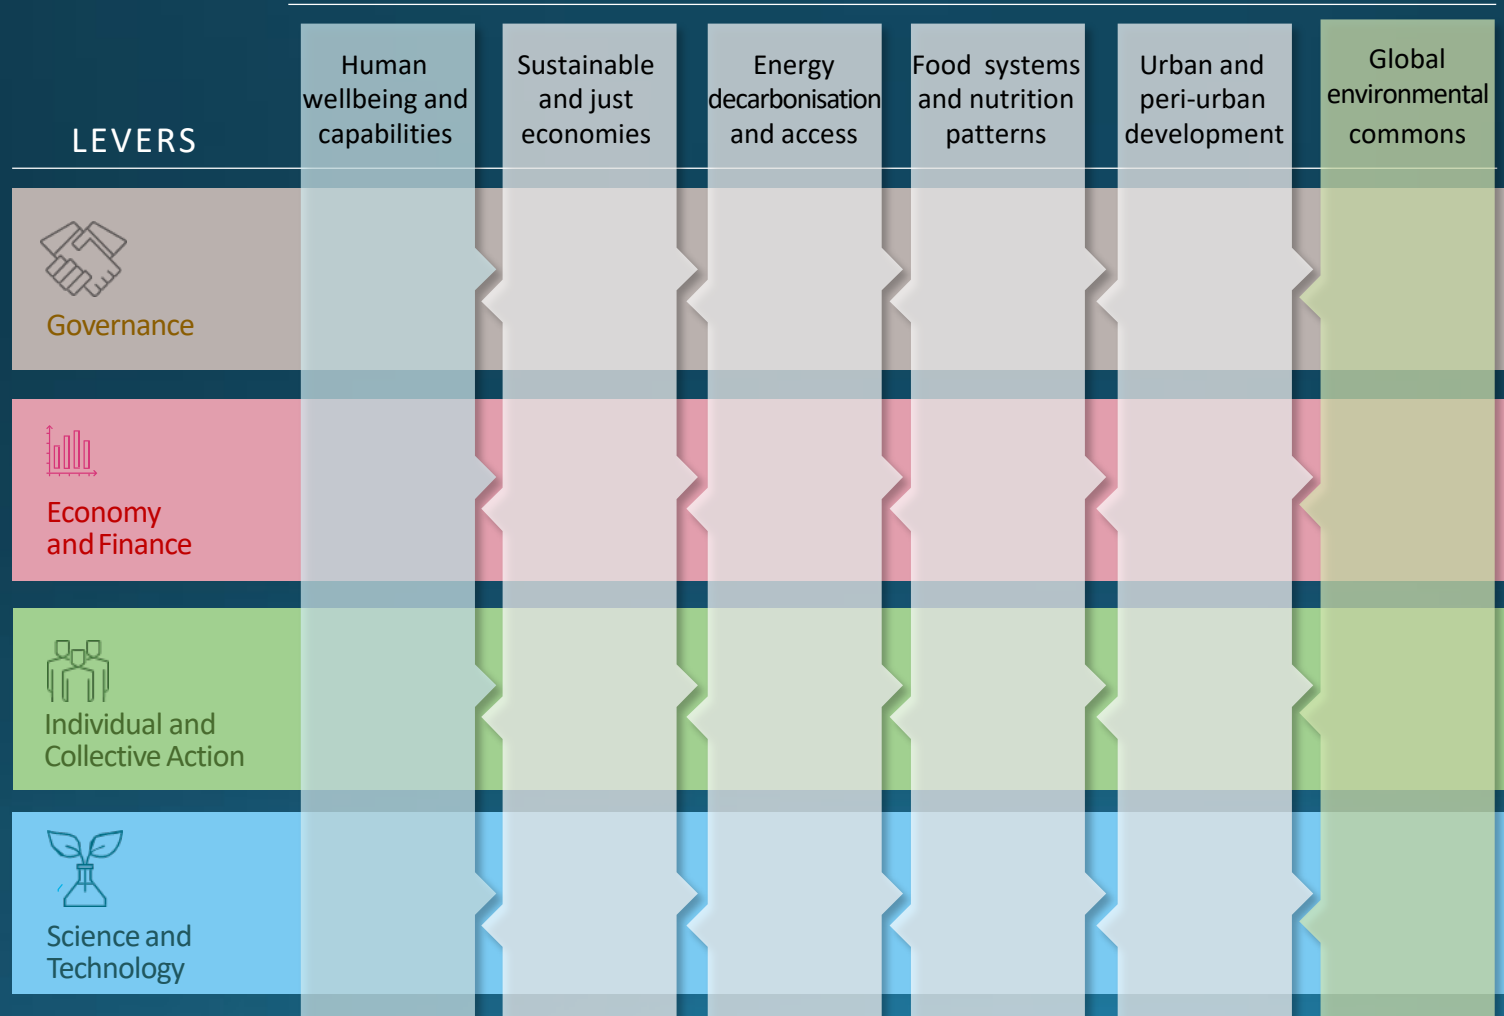 Human
wellbeing and
capabilities
Sustainable
and just
economies
Energy
decarbonisation
and access
Food systems
and nutrition
patterns
Urban and
peri-urban
development
Global
environmental
commons
LEVERS
Governance
Economy
and Finance
Individual and
Collective Action
Science and
Technology